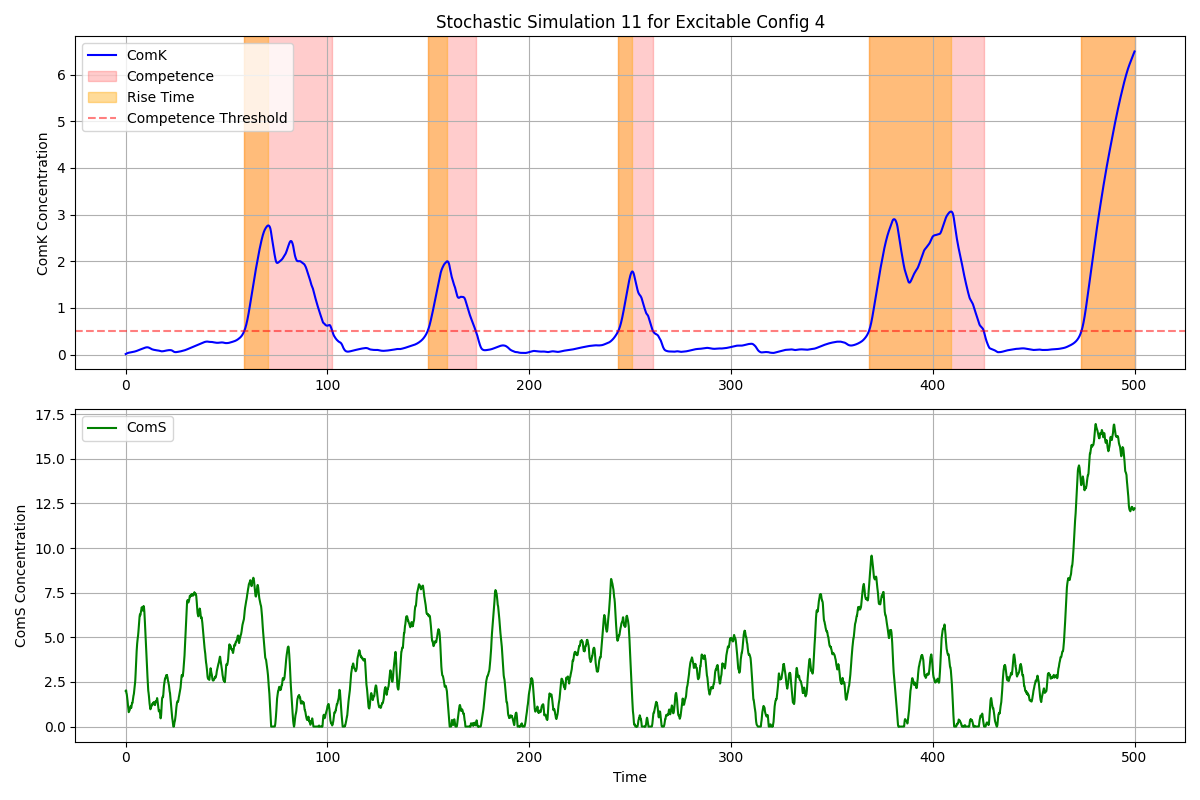 Stochastic Simulation 11 for Excitable Config 4
ComK
Competence
Rise Time
Competence Threshold
ComK Concentration
6
5
4
3
2
1
0
0 100 200 300 400 500
ComS
ComS Concentration
17.5
15.0
12.5
10.0
7.5
5.0
2.5
0.0
0 100 200 300 400 500
Time